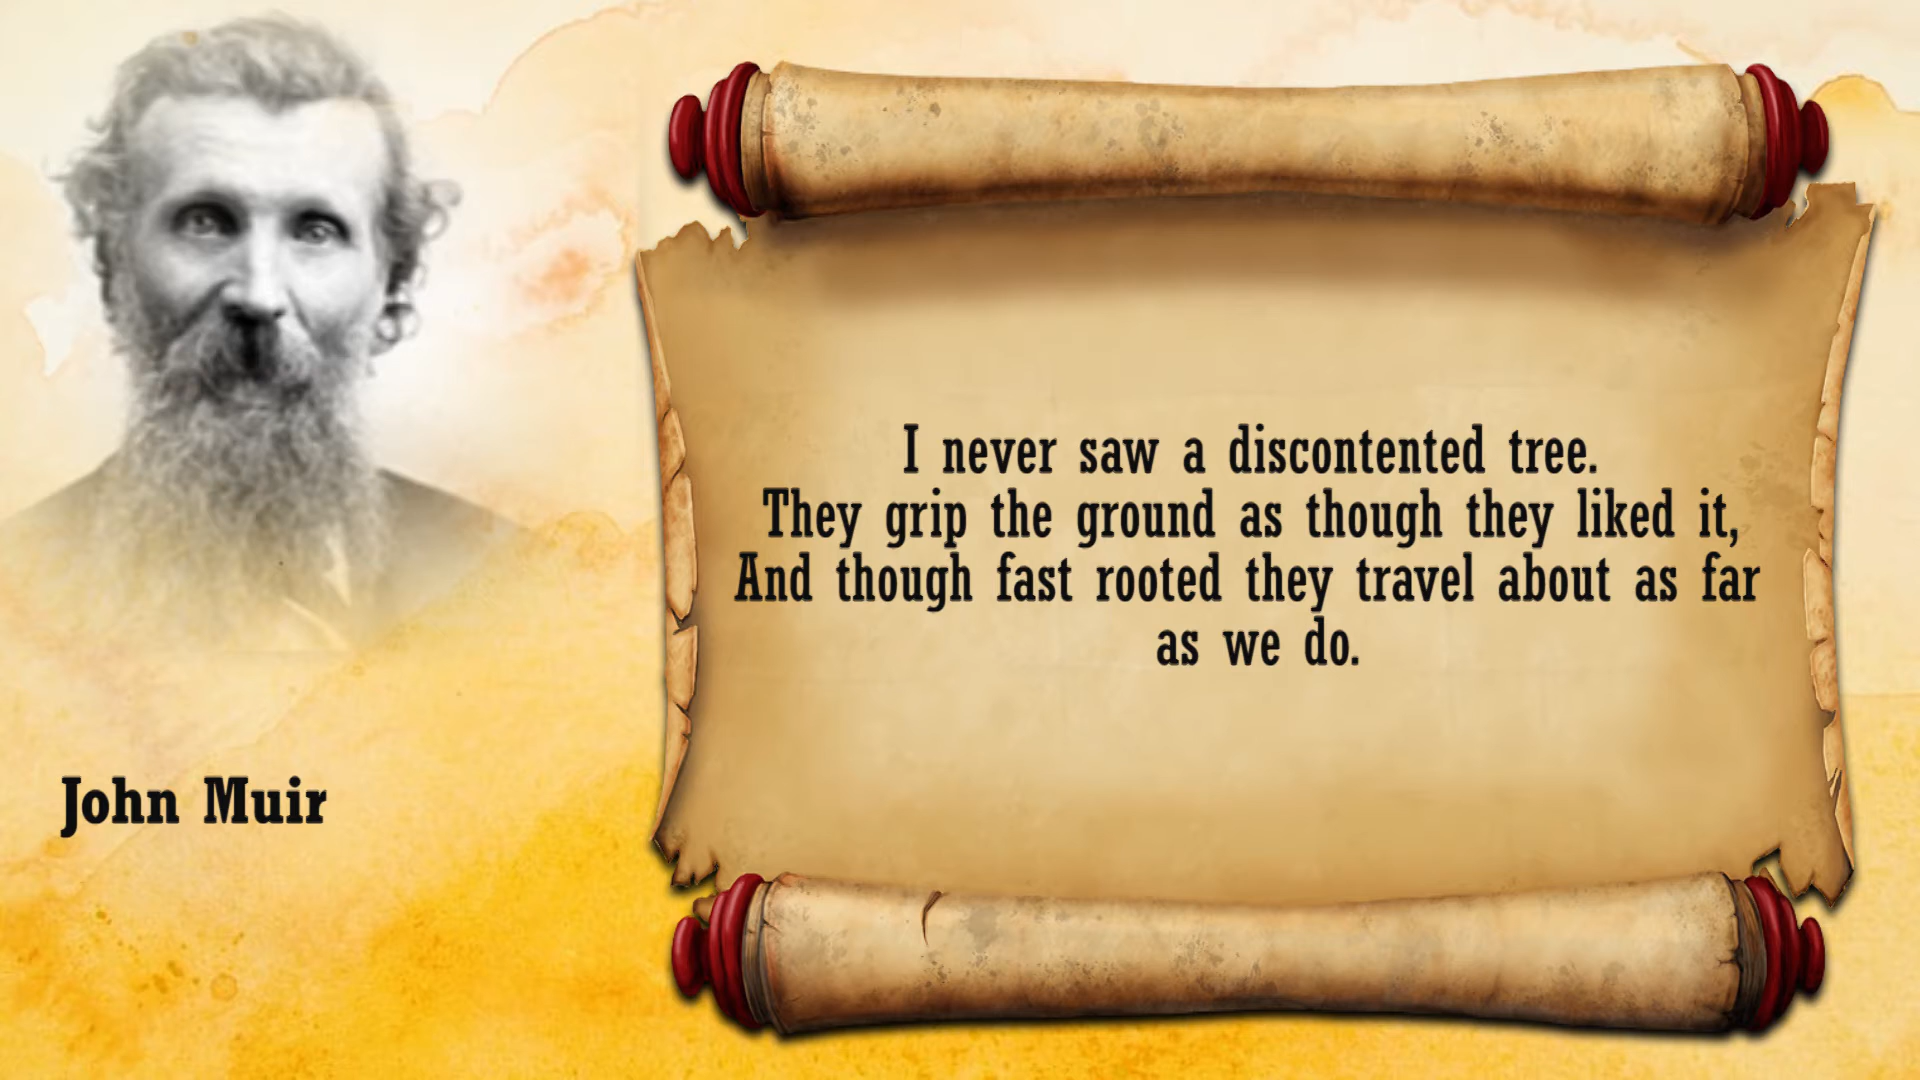 I never saw a discontented tree.
They grip the ground as though they liked it,
And though fast rooted they travel about as far
as we do.
John Muir